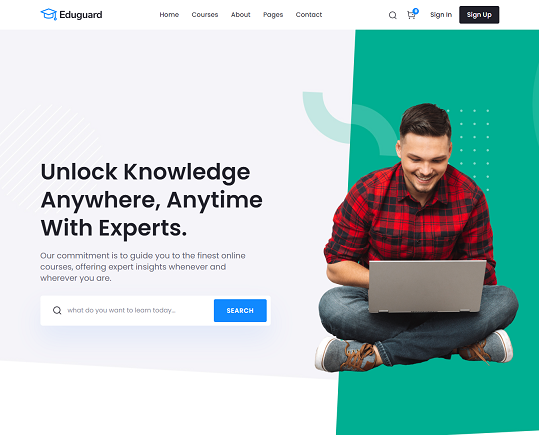 Eduguard
Home Courses About Pages Contact
Sign In Sign Up
Unlock Knowledge
Anywhere, Anytime
With Experts.
Our commitment is to guide you to the finest online
courses, offering expert insights whenever and
wherever you are.
what do you want to learn today...
SEARCH